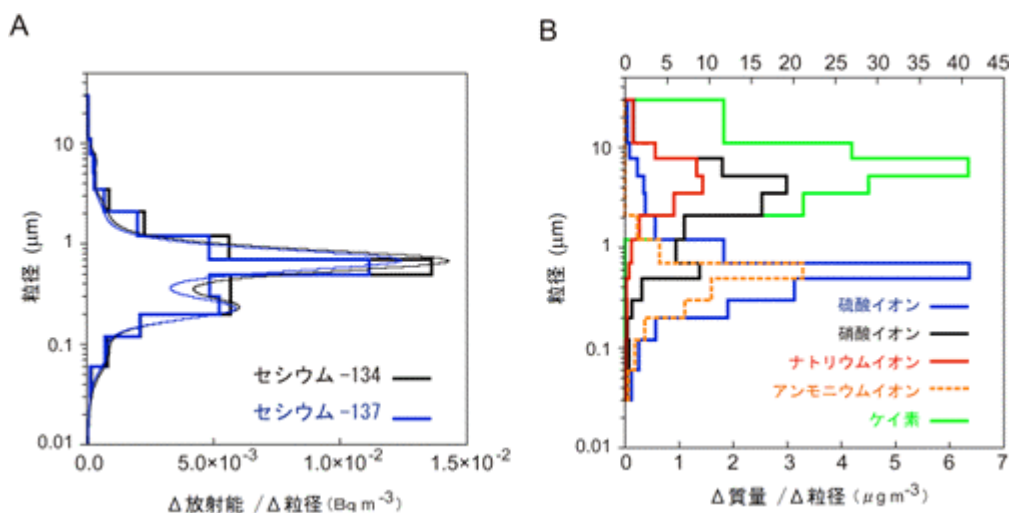 A
B
0 5 10 15 20 25 30 35 40 45
10
1
0.1
0.01
粒径 (μm)
セシウム -134
セシウム -137
0.0 5.0×10⁻³ 1.0×10⁻² 1.5×10⁻²
Δ放射能 /Δ粒径 (Bq m⁻³)
10
1
0.1
0.01
粒径 (μm)
硫酸イオン
硝酸イオン
ナトリウムイオン
アンモニウムイオン
ケイ素
0 1 2 3 4 5 6 7
Δ質量/Δ粒径 (μg m⁻³)